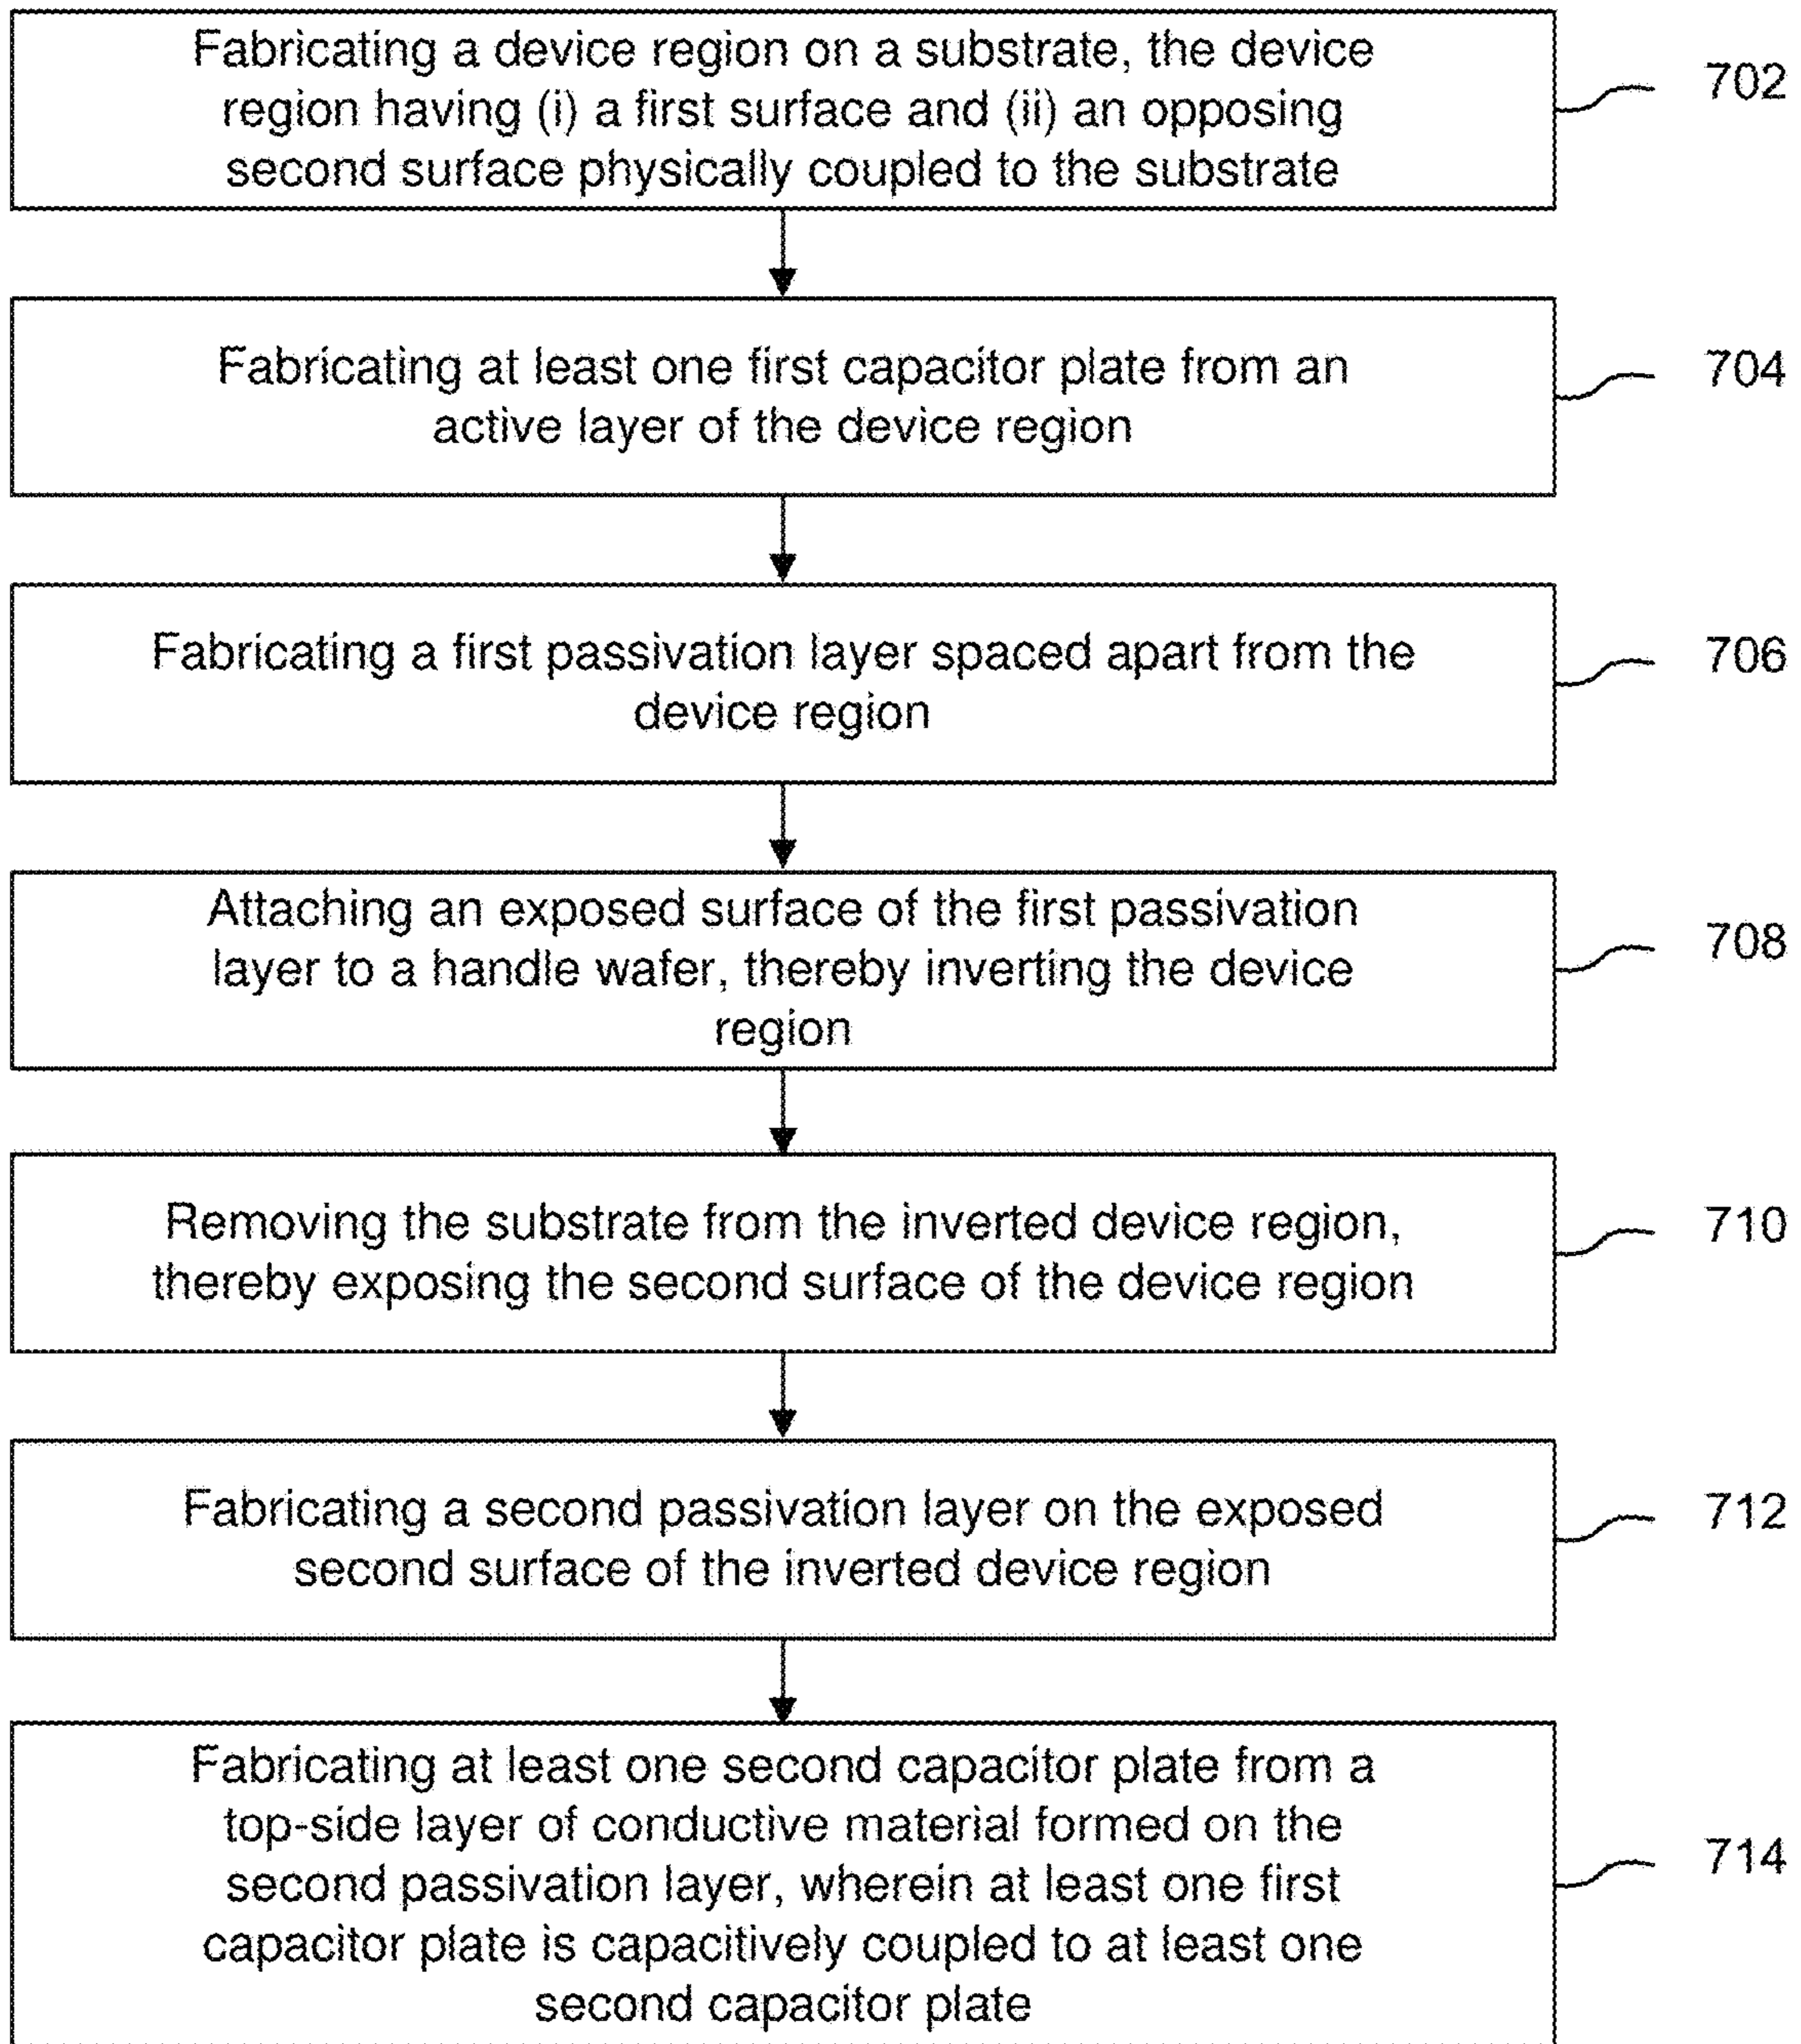 Fabricating a device region on a substrate, the device
region having (i) a first surface and (ii) an opposing
second surface physically coupled to the substrate
702
Fabricating at least one first capacitor plate from an
active layer of the device region
704
Fabricating a first passivation layer spaced apart from the
device region
706
Attaching an exposed surface of the first passivation
layer to a handle wafer, thereby inverting the device
region
708
Removing the substrate from the inverted device region,
thereby exposing the second surface of the device region
710
Fabricating a second passivation layer on the exposed
second surface of the inverted device region
712
Fabricating at least one second capacitor plate from a
top-side layer of conductive material formed on the
second passivation layer, wherein at least one first
capacitor plate is capacitively coupled to at least one
second capacitor plate
714